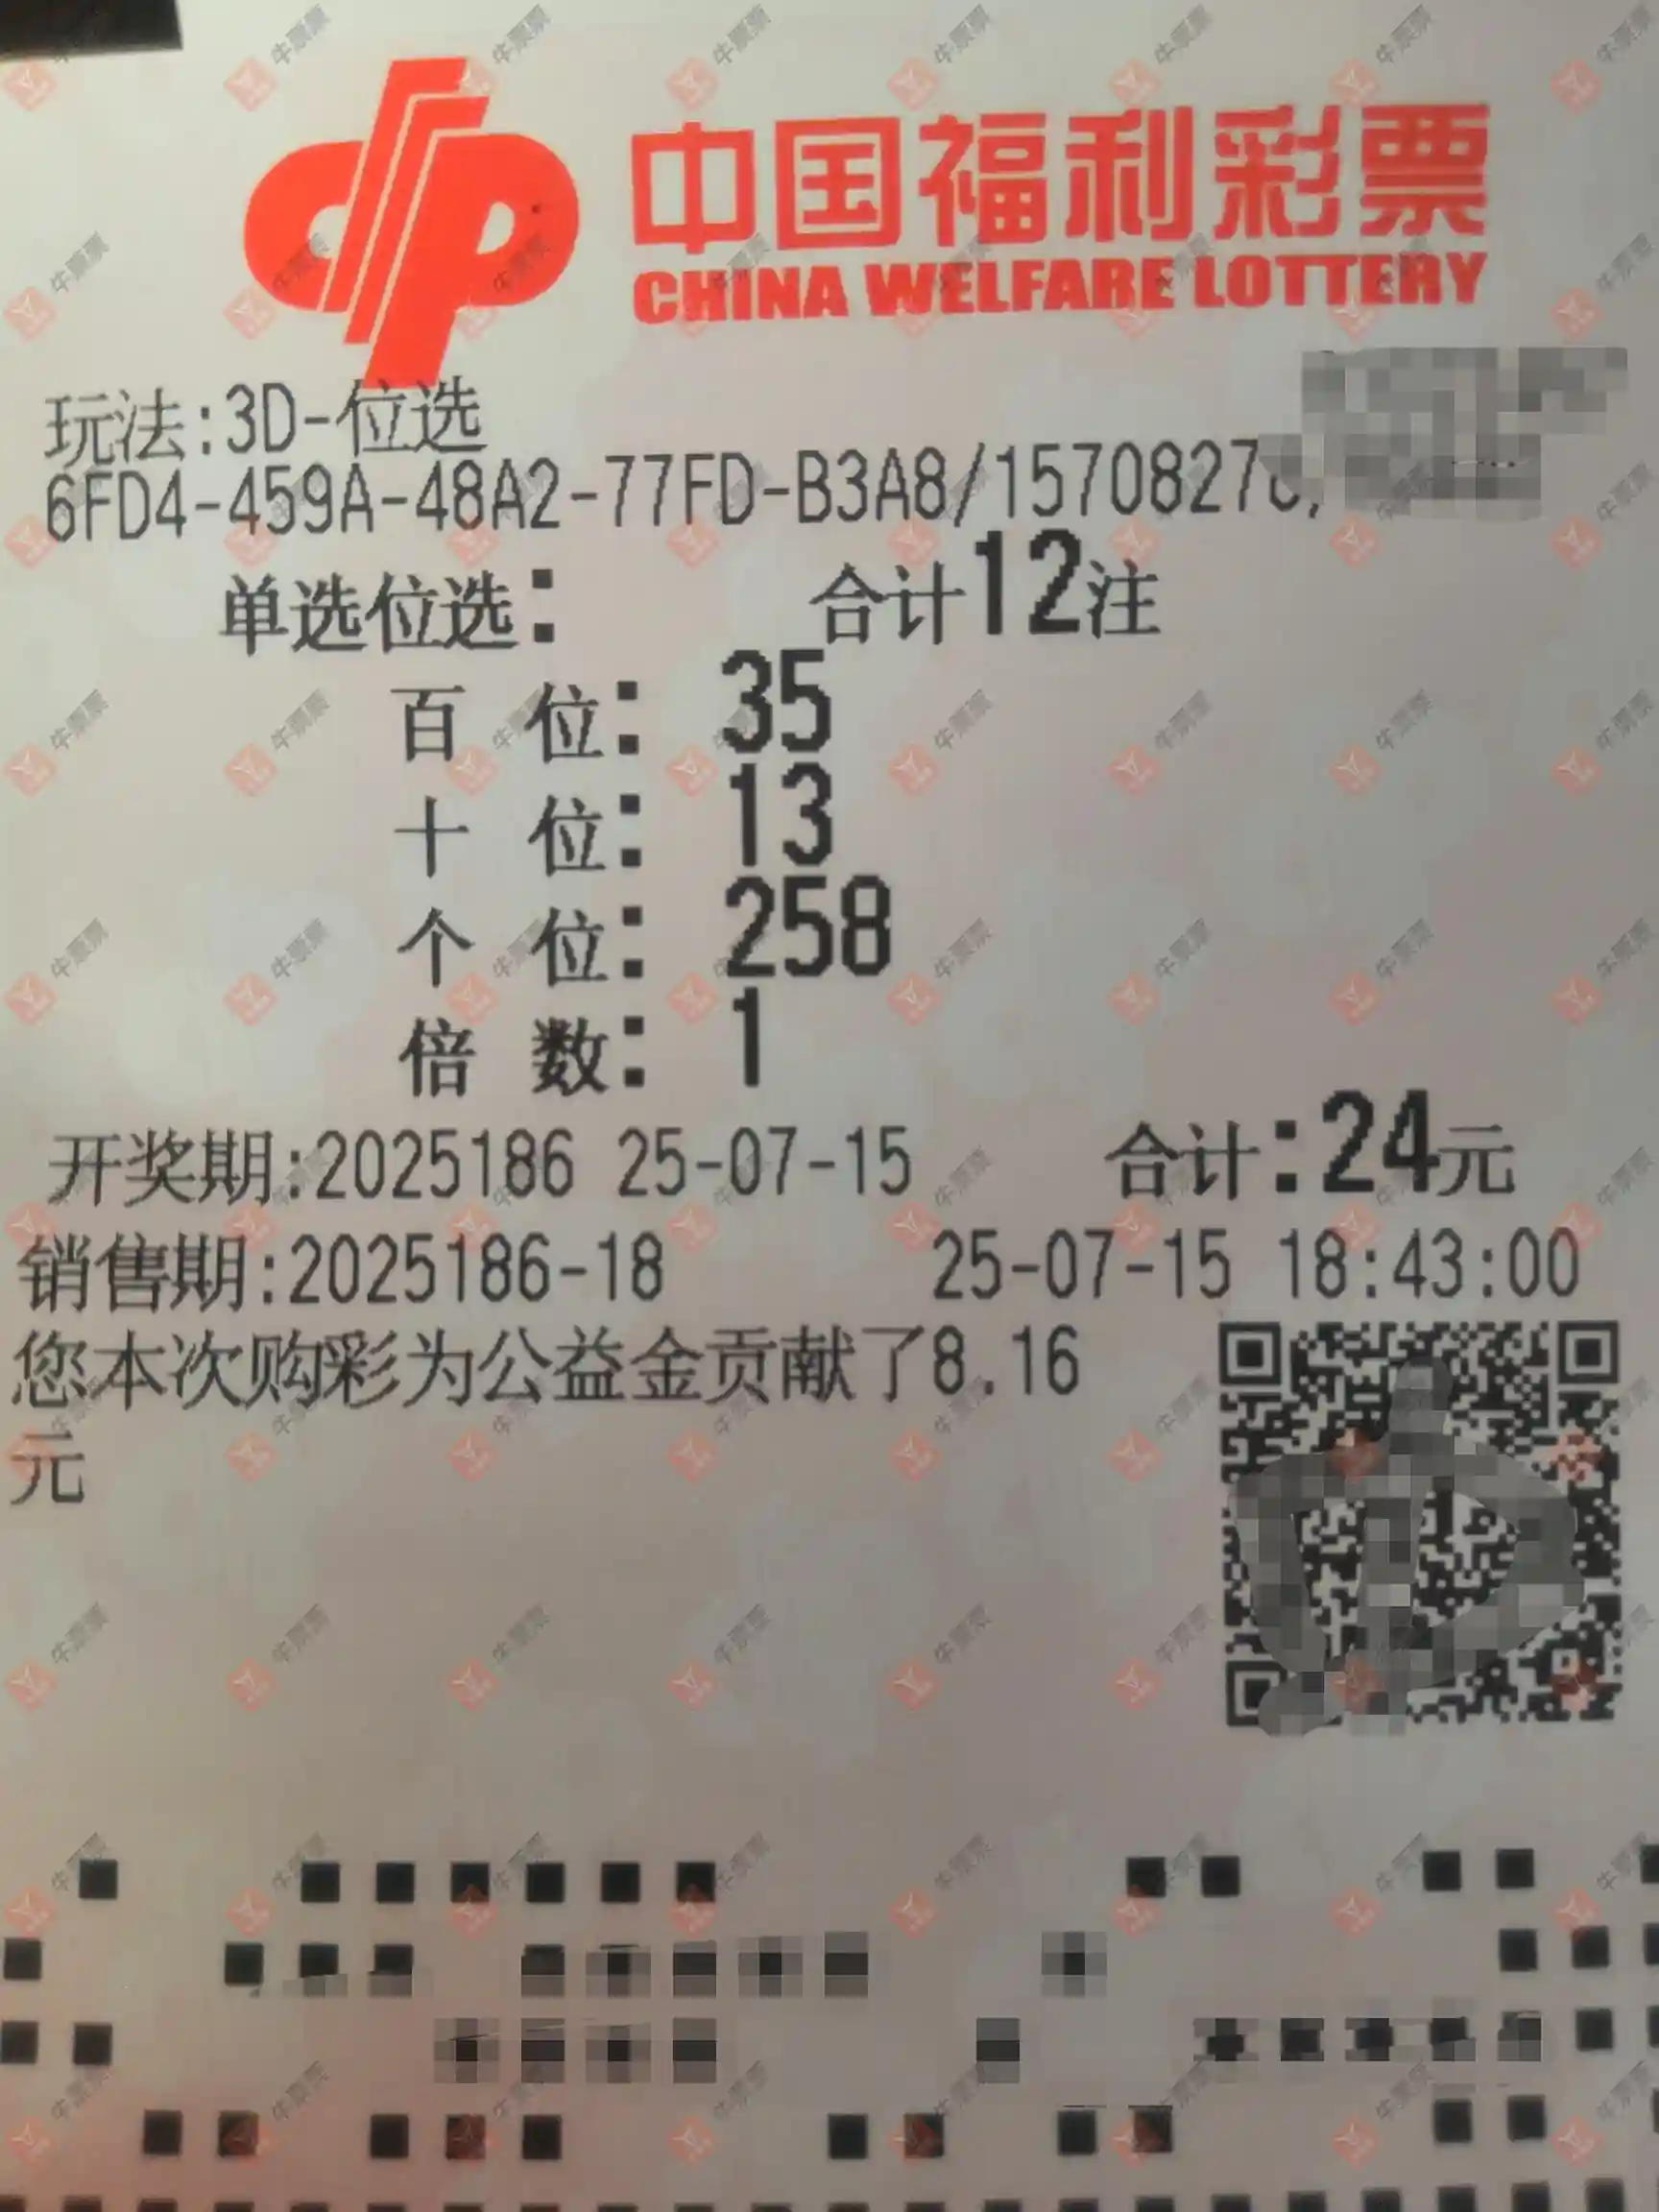 中国福利彩票
CHINA WELFARE LOTTERY
玩法:3D-位选
6FD4-459A-48A2-77FD-B3A8/1570827
单选位选: 合计12注
百 位: 35
十 位: 13
个 位: 258
倍 数: 1
开奖期:2025186 25-07-15 合计:24元
销售期:2025186-18 25-07-15 18:43:00
您本次购彩为公益金贡献了8.16
元
牛票票